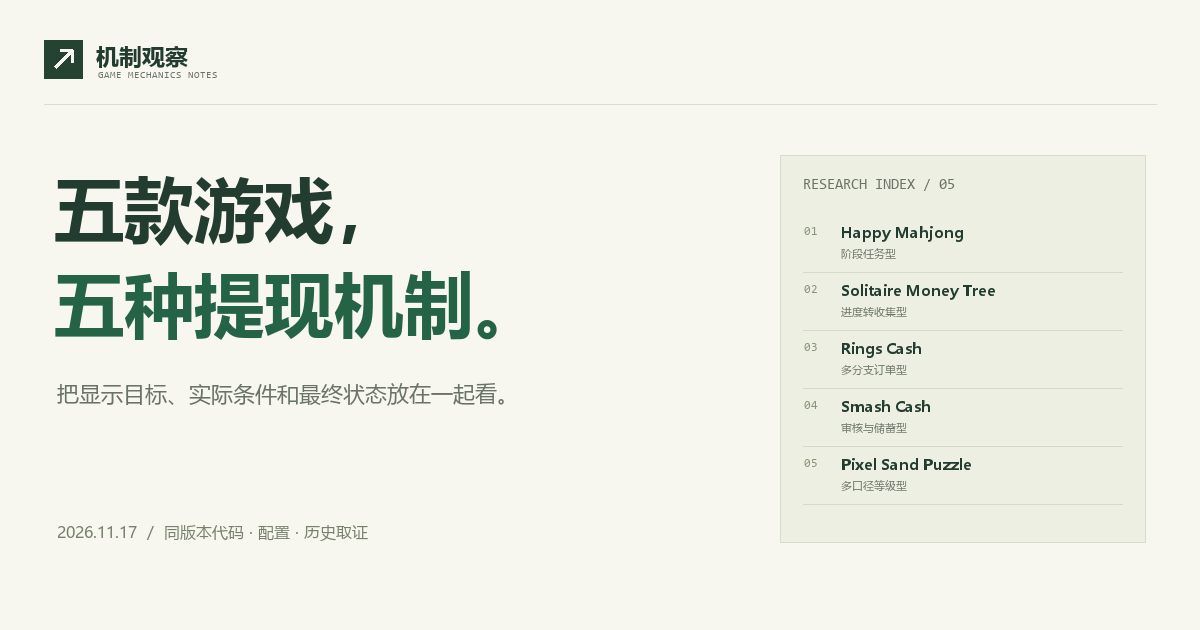 机制观察
GAME MECHANICS NOTES
五款游戏，
五种提现机制。
把显示目标、实际条件和最终状态放在一起看。
2026.11.17 / 同版本代码 · 配置 · 历史取证
RESEARCH INDEX / 05
01 Happy Mahjong
阶段任务型
02 Solitaire Money Tree
进度转收集型
03 Rings Cash
多分支订单型
04 Smash Cash
审核与储蓄型
05 Pixel Sand Puzzle
多口径等级型